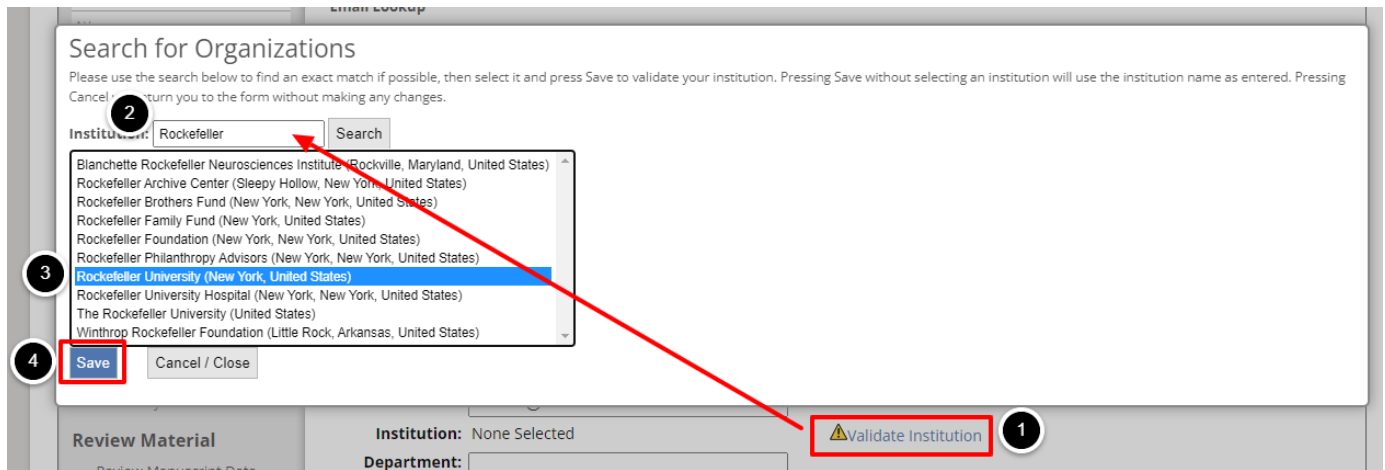 Email Lookup
Search for Organizations
Please use the search below to find an exact match if possible, then select it and press Save to validate your institution. Pressing Save without selecting an institution will use the institution name as entered. Pressing
Cancel return you to the form without making any changes.
2
Institution: Rockefeller Search
Blanchette Rockefeller Neurosciences Institute (Rockville, Maryland, United States)
Rockefeller Archive Center (Sleepy Hollow, New York, United States)
Rockefeller Brothers Fund (New York, New York, United States)
Rockefeller Family Fund (New York, United States)
Rockefeller Foundation (New York, New York, United States)
Rockefeller Philanthropy Advisors (New York, New York, United States)
3 Rockefeller University (New York, United States)
Rockefeller University Hospital (New York, New York, United States)
The Rockefeller University (United States)
Winthrop Rockefeller Foundation (Little Rock, Arkansas, United States)
4 Save Cancel / Close
Institution: None Selected Validate Institution 1
Review Material
Department:
Review Manuscript Data